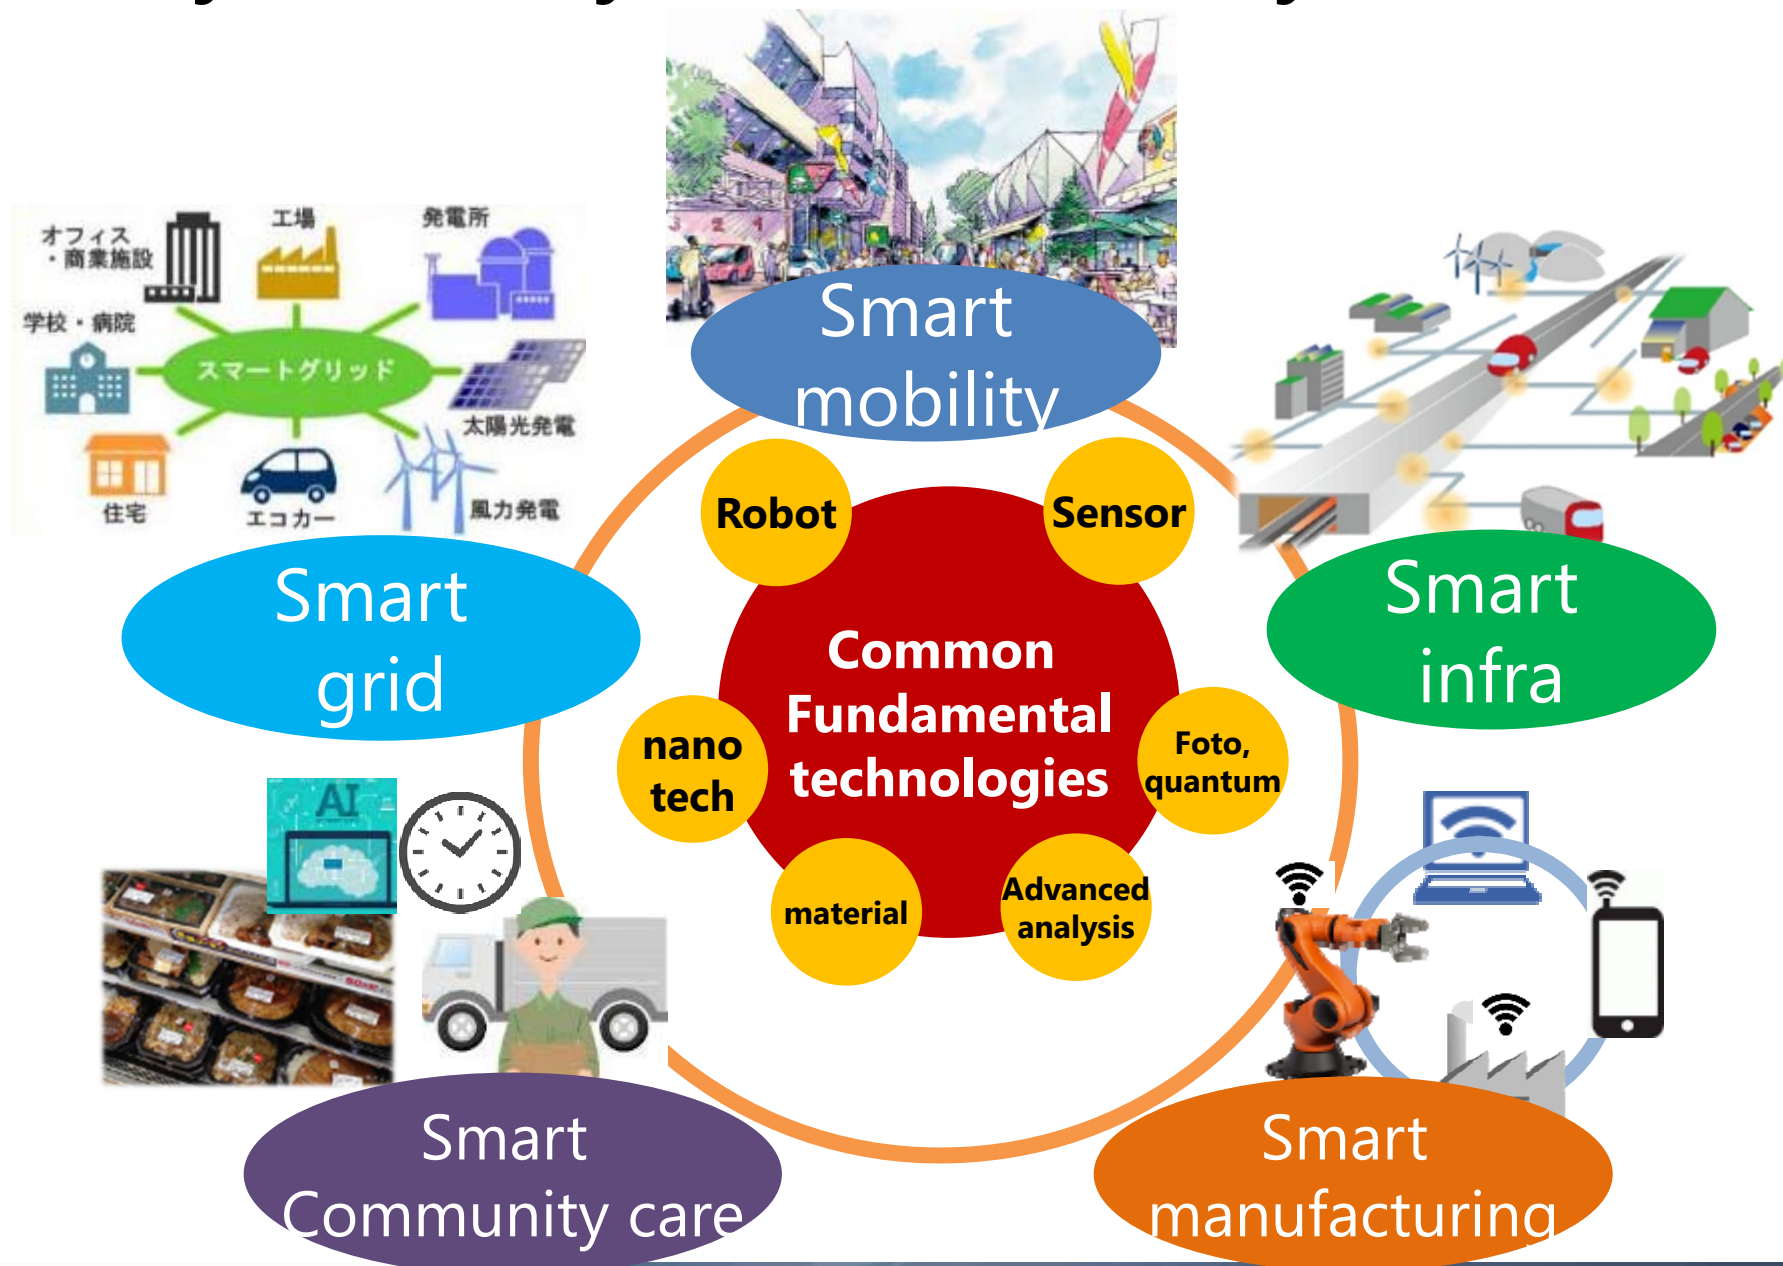 オフィス
・商業施設
工場
発電所
学校・病院
スマートグリッド
太陽光発電
住宅
エコカー
風力発電
Smart
mobility
Smart
grid
Smart
infra
Robot
Sensor
Common
Fundamental
technologies
nano
tech
Foto,
quantum
material
Advanced
analysis
AI
Smart
Community care
Smart
manufacturing